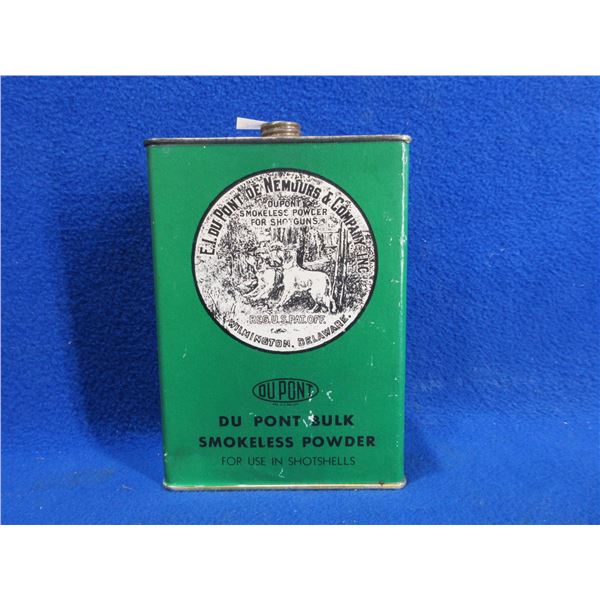 E.I. DU PONT DE NEMOURS & COMPANY, INC.
DUPONT
SMOKELESS POWDER
FOR SHOTGUNS.
REG. U.S. PAT. OFF.
WILMINGTON, DELAWARE.
DU PONT
DU PONT BULK
SMOKELESS POWDER
FOR USE IN SHOTSHELLS